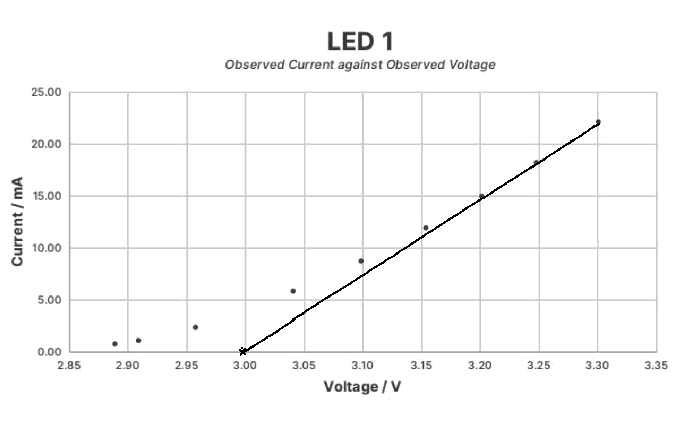 LED 1
Observed Current against Observed Voltage
25.00
20.00
15.00
10.00
5.00
0.00
Current / mA
2.85 2.90 2.95 3.00 3.05 3.10 3.15 3.20 3.25 3.30 3.35
Voltage / V